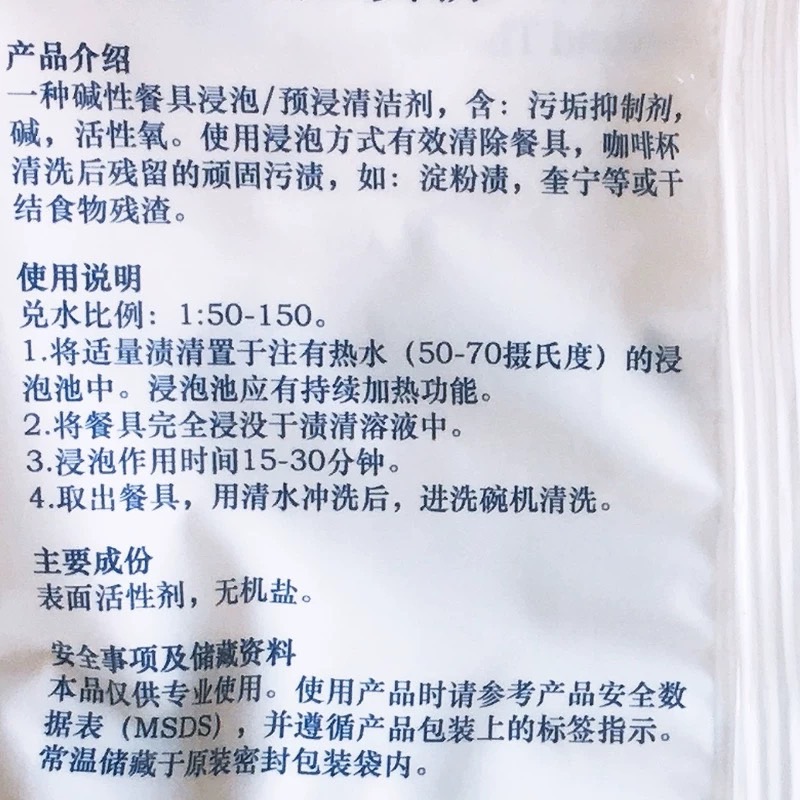 产品介绍
一种碱性餐具浸泡/预浸清洁剂，含：污垢抑制剂，
碱，活性氧。使用浸泡方式有效清除餐具，咖啡杯
清洗后残留的顽固污渍，如：淀粉渍，奎宁等或干
结食物残渣。
使用说明
兑水比例：1:50-150。
1.将适量渍清置于注有热水（50-70摄氏度）的浸
泡池中。浸泡池应有持续加热功能。
2.将餐具完全浸没于渍清溶液中。
3.浸泡作用时间15-30分钟。
4.取出餐具，用清水冲洗后，进洗碗机清洗。
主要成份
表面活性剂，无机盐。
安全事项及储藏资料
本品仅供专业使用。使用产品时请参考产品安全数
据表（MSDS），并遵循产品包装上的标签指示。
常温储藏于原装密封包装袋内。